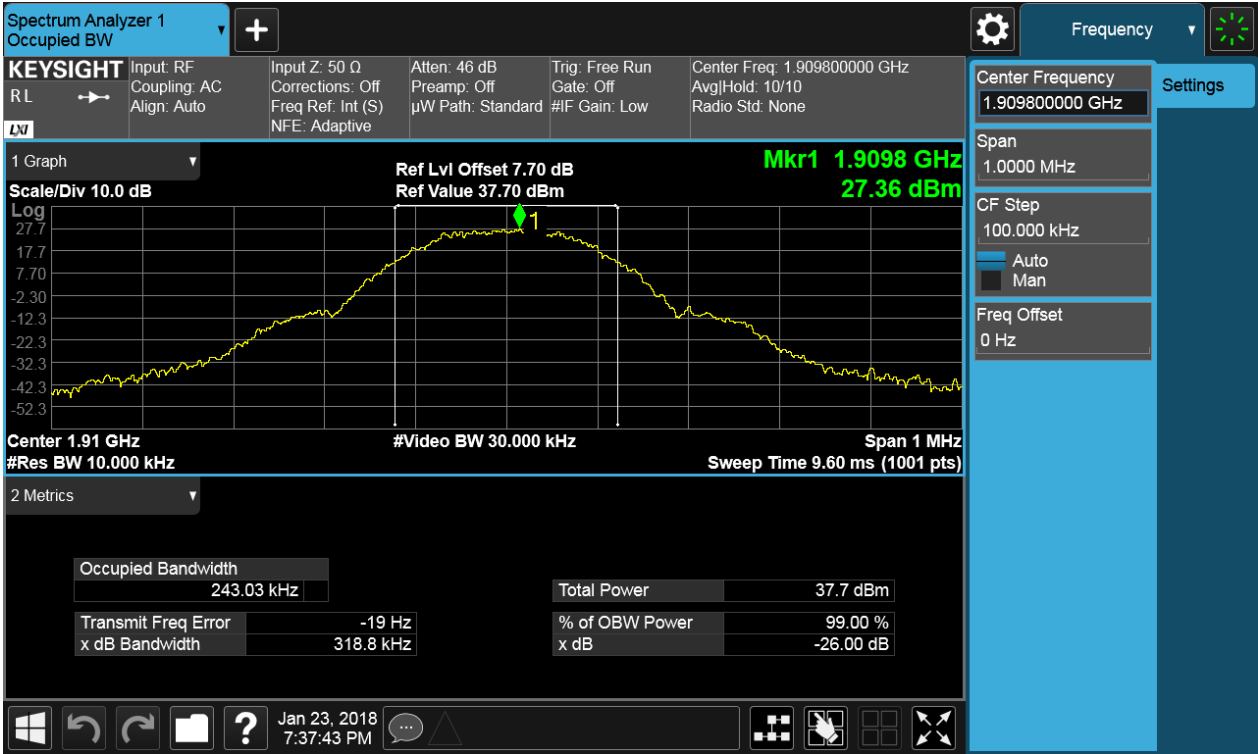 Spectrum Analyzer 1
Occupied BW
+
Frequency
KEYSIGHT
R L
LXI
Input: RF
Coupling: AC
Align: Auto
Input Z: 50 Ω
Corrections: Off
Freq Ref: Int (S)
NFE: Adaptive
Atten: 46 dB
Preamp: Off
µW Path: Standard
Trig: Free Run
Gate: Off
#IF Gain: Low
Center Freq: 1.909800000 GHz
Avg|Hold: 10/10
Radio Std: None
Center Frequency
1.909800000 GHz
Settings
Span
1.0000 MHz
CF Step
100.000 kHz
Auto
Man
Freq Offset
0 Hz
1 Graph
Scale/Div 10.0 dB
Ref Lvl Offset 7.70 dB
Ref Value 37.70 dBm
Mkr1 1.9098 GHz
27.36 dBm
Log
1
27.7
17.7
7.70
-2.30
-12.3
-22.3
-32.3
-42.3
-52.3
Center 1.91 GHz
#Video BW 30.000 kHz
Span 1 MHz
#Res BW 10.000 kHz
Sweep Time 9.60 ms (1001 pts)
2 Metrics
Occupied Bandwidth
243.03 kHz
Total Power 37.7 dBm
Transmit Freq Error -19 Hz
% of OBW Power 99.00 %
x dB Bandwidth 318.8 kHz
x dB -26.00 dB
?
Jan 23, 2018
7:37:43 PM